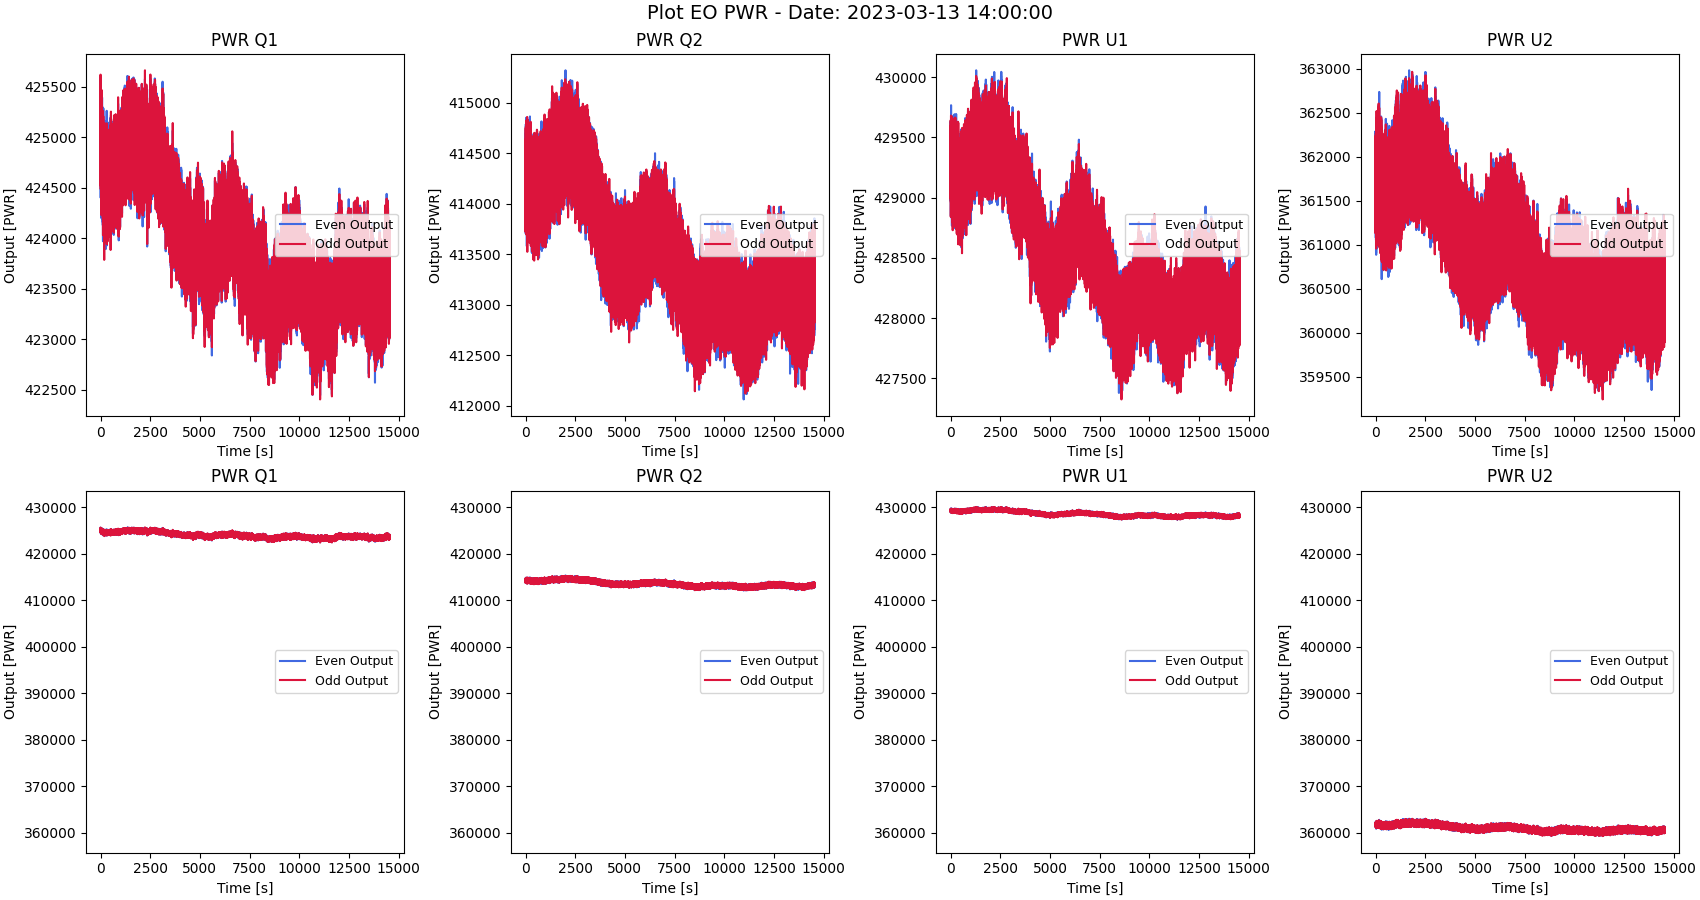 Plot EO PWR - Date: 2023-03-13 14:00:00
PWR Q1
PWR Q2
PWR U1
PWR U2
Output [PWR]
425500
425000
424500
424000
423500
423000
422500
Even Output
Odd Output
0 2500 5000 7500 10000 12500 15000
Time [s]
Output [PWR]
415000
414500
414000
413500
413000
412500
412000
Even Output
Odd Output
0 2500 5000 7500 10000 12500 15000
Time [s]
Output [PWR]
430000
429500
429000
428500
428000
427500
Even Output
Odd Output
0 2500 5000 7500 10000 12500 15000
Time [s]
Output [PWR]
363000
362500
362000
361500
361000
360500
360000
359500
Even Output
Odd Output
0 2500 5000 7500 10000 12500 15000
Time [s]
PWR Q1
PWR Q2
PWR U1
PWR U2
Output [PWR]
430000
420000
410000
400000
390000
380000
370000
360000
Even Output
Odd Output
0 2500 5000 7500 10000 12500 15000
Time [s]
Output [PWR]
430000
420000
410000
400000
390000
380000
370000
360000
Even Output
Odd Output
0 2500 5000 7500 10000 12500 15000
Time [s]
Output [PWR]
430000
420000
410000
400000
390000
380000
370000
360000
Even Output
Odd Output
0 2500 5000 7500 10000 12500 15000
Time [s]
Output [PWR]
430000
420000
410000
400000
390000
380000
370000
360000
Even Output
Odd Output
0 2500 5000 7500 10000 12500 15000
Time [s]